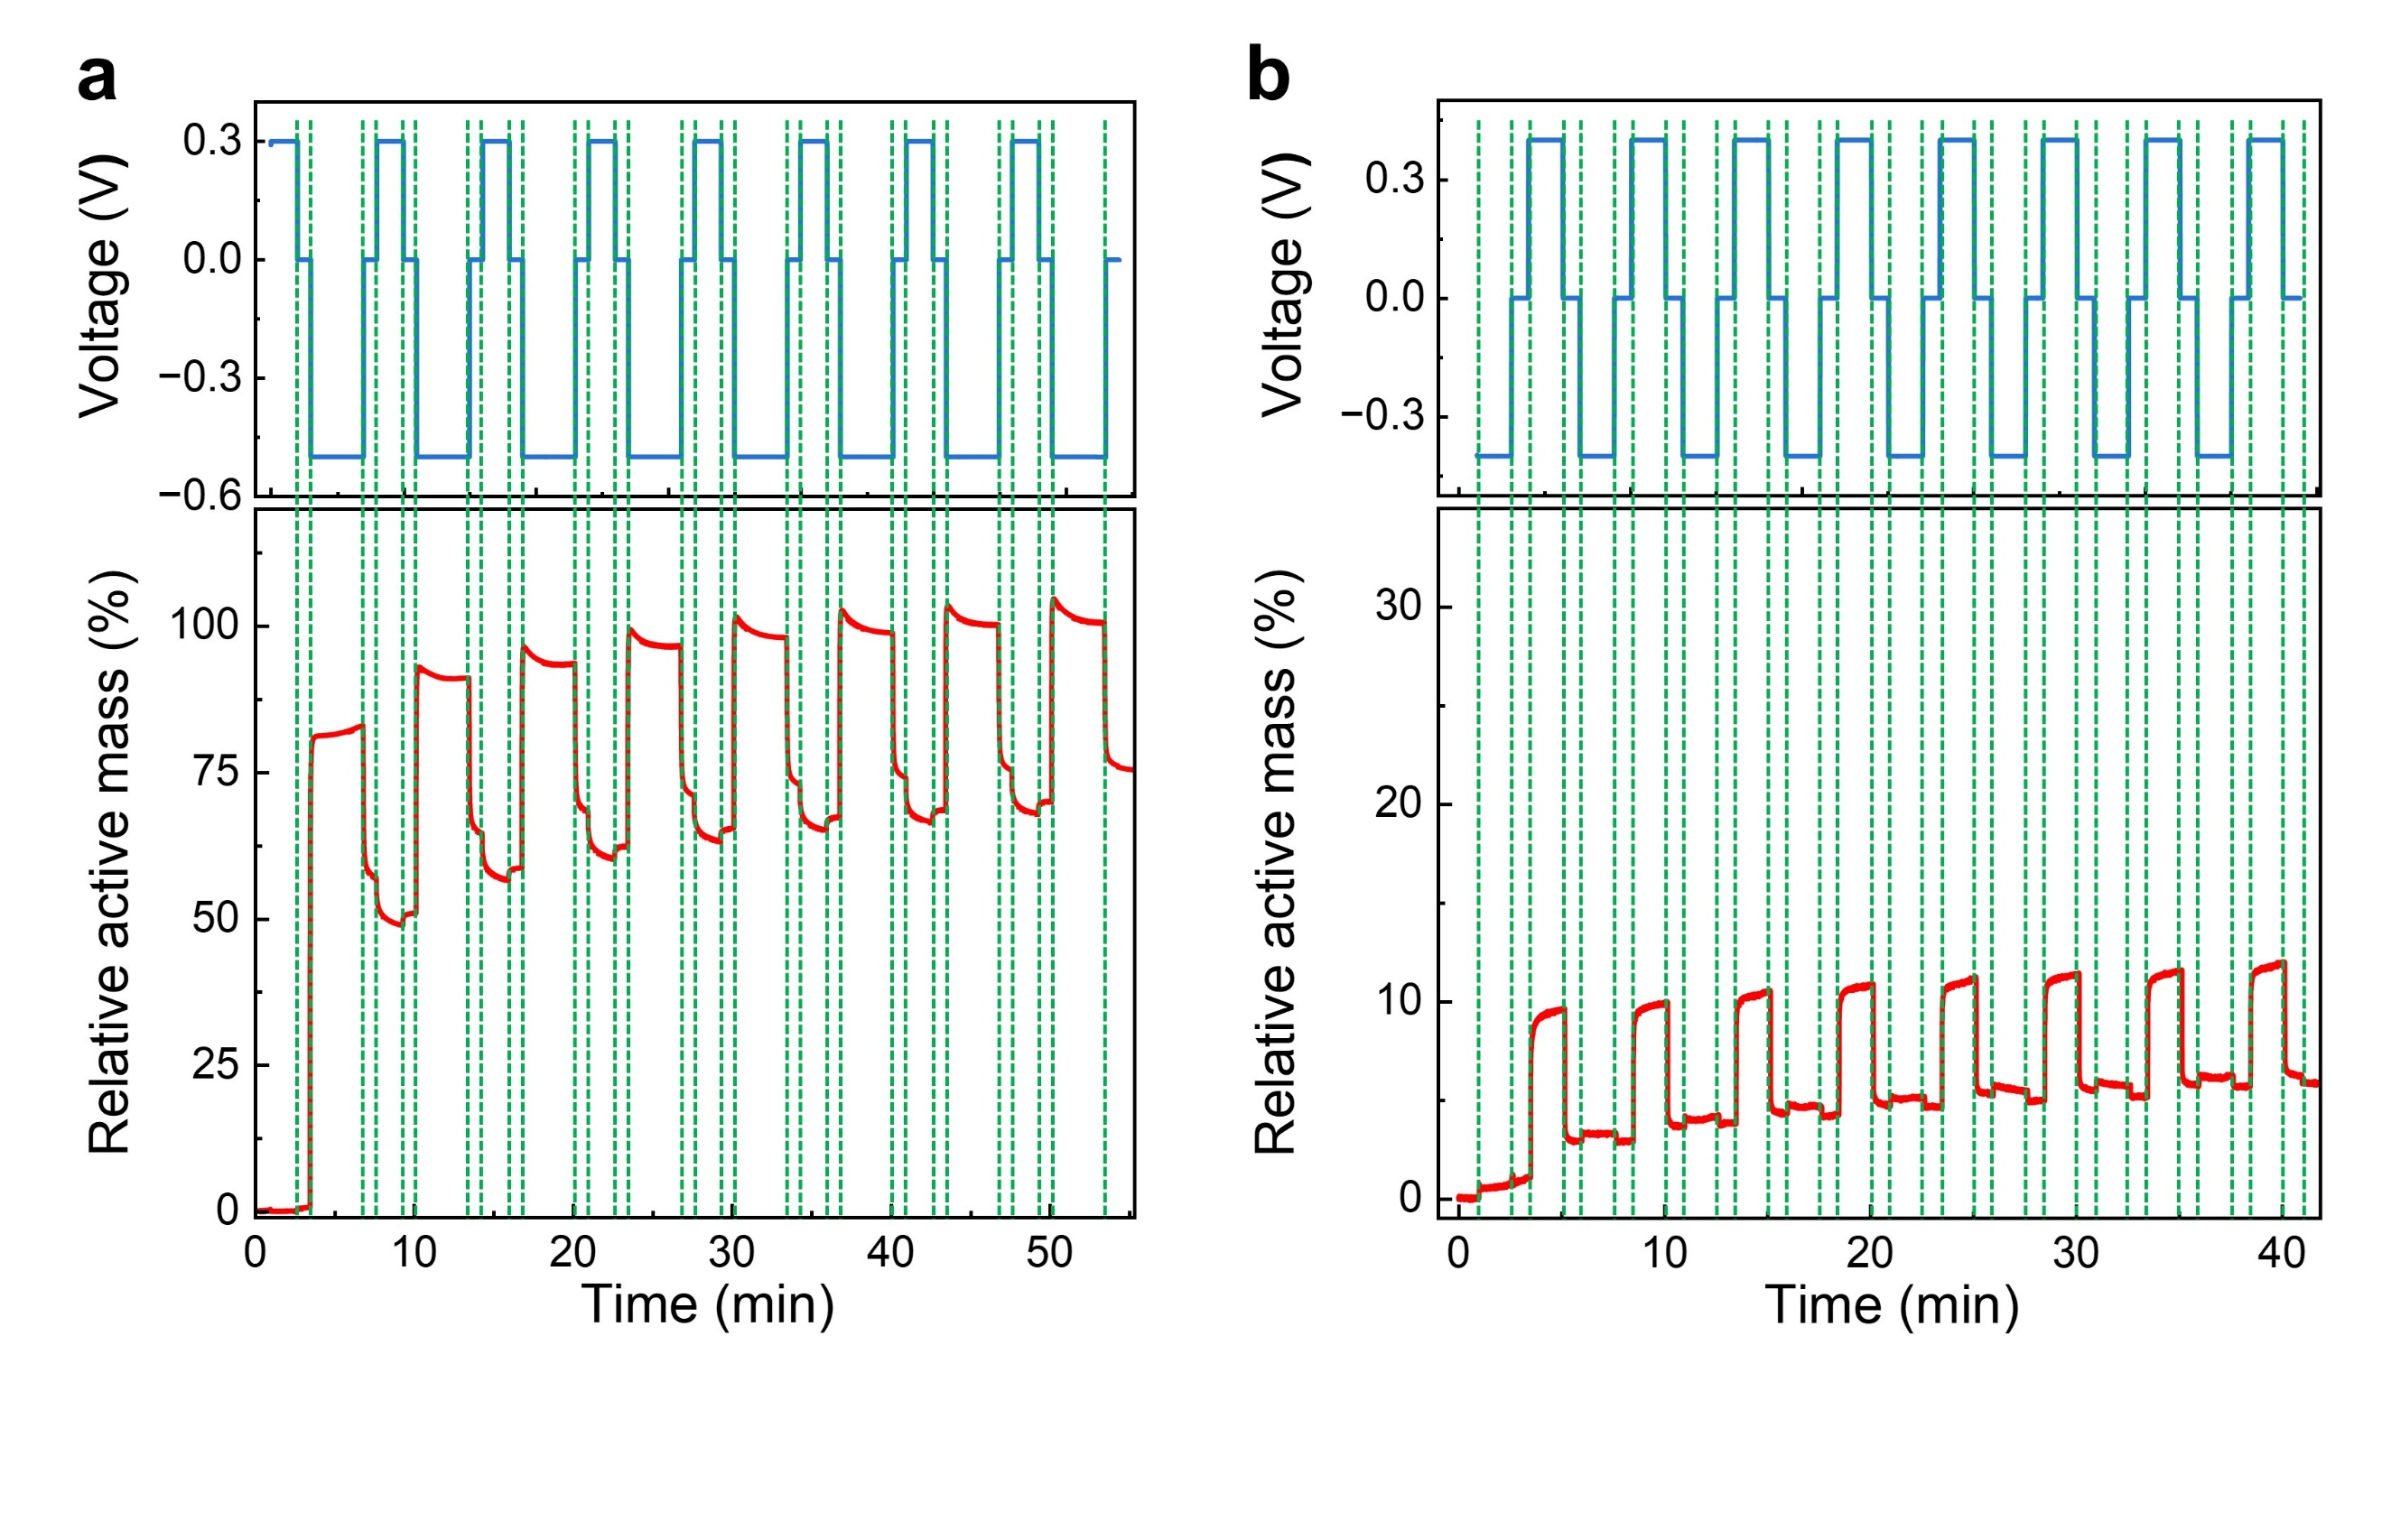 a
Voltage (V)
0.3
0.0
−0.3
−0.6
Relative active mass (%)
100
75
50
25
0
0 10 20 30 40 50
Time (min)
b
Voltage (V)
0.3
0.0
−0.3
Relative active mass (%)
30
20
10
0
0 10 20 30 40
Time (min)